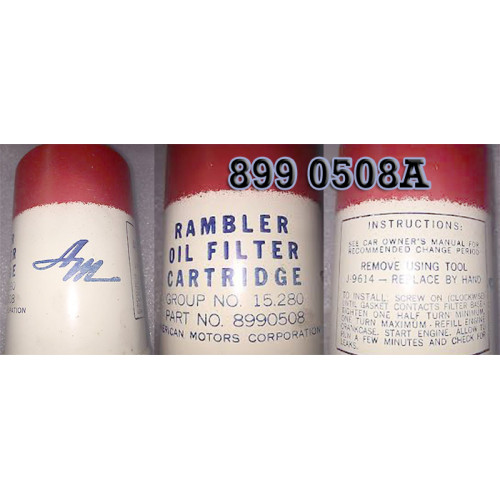 899 0508A
AM
RAMBLER
OIL FILTER
CARTRIDGE
GROUP NO. 15.280
PART NO. 8990508
AMERICAN MOTORS CORPORATION
INSTRUCTIONS:
SEE CAR OWNER'S MANUAL FOR
RECOMMENDED CHANGE PERIOD
REMOVE USING TOOL
J-9614 — REPLACE BY HAND
TO INSTALL, SCREW ON (CLOCKWISE)
UNTIL GASKET CONTACTS FILTER BASE.
TIGHTEN ONE HALF TURN MINIMUM,
ONE TURN MAXIMUM. REFILL ENGINE
CRANKCASE. START ENGINE. ALLOW TO
RUN A FEW MINUTES AND CHECK FOR
LEAKS.